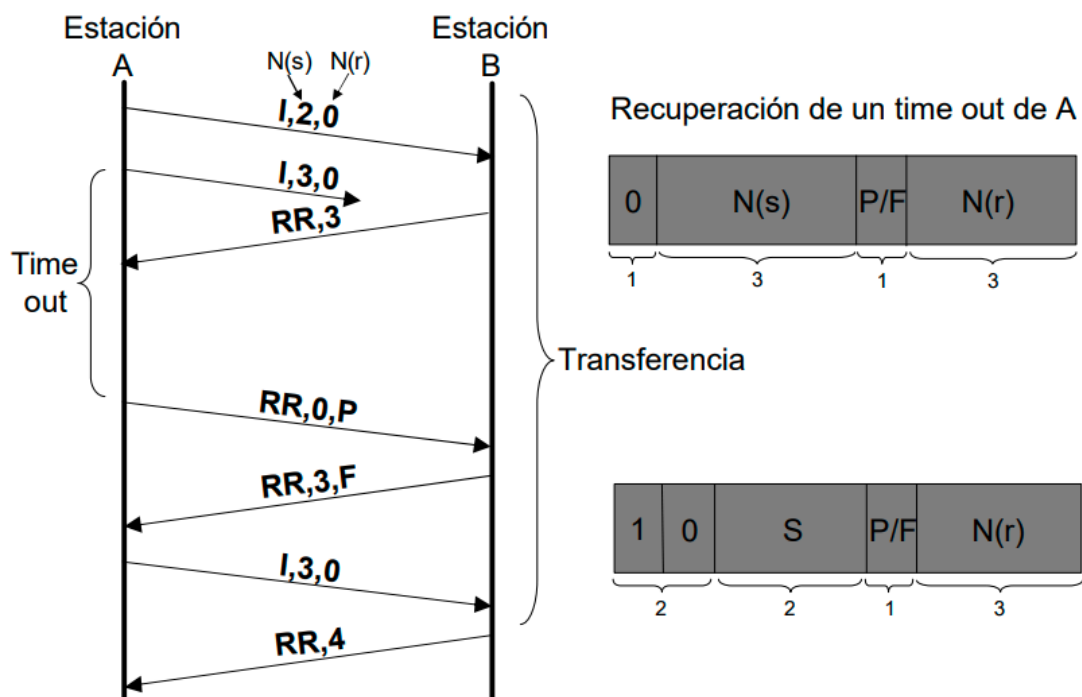 Estación
A
Estación
B
N(s) N(r)
I,2,0
I,3,0
RR,3
Time
out
RR,0,P
RR,3,F
I,3,0
RR,4
Transferencia
Recuperación de un time out de A
0 N(s) P/F N(r)
1 3 1 3
1 0 S P/F N(r)
2 2 1 3